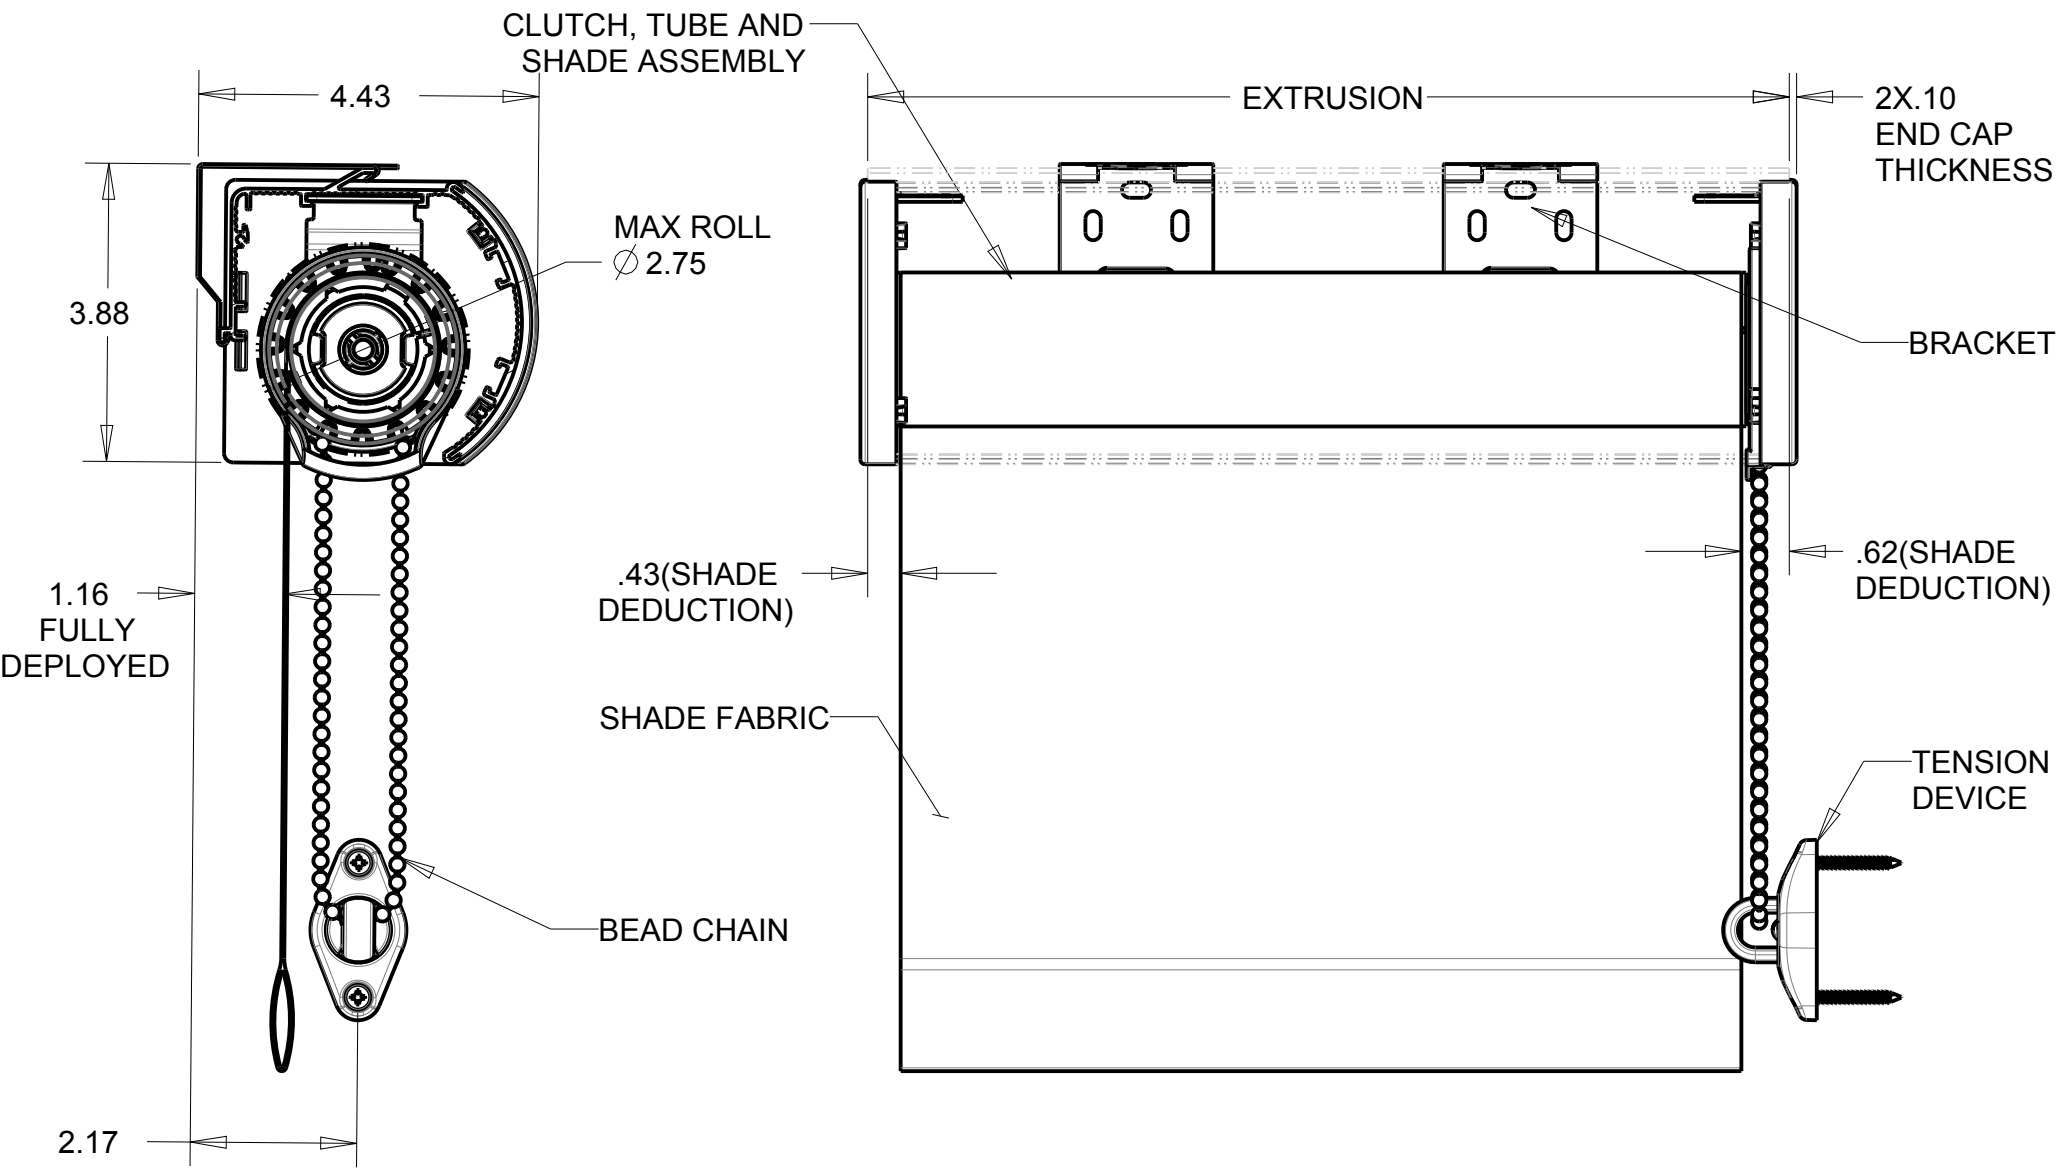 CLUTCH, TUBE AND
SHADE ASSEMBLY
4.43
EXTRUSION
2X.10
END CAP
THICKNESS
MAX ROLL
∅ 2.75
3.88
BRACKET
.43(SHADE
DEDUCTION)
.62(SHADE
DEDUCTION)
1.16
FULLY
DEPLOYED
SHADE FABRIC
TENSION
DEVICE
BEAD CHAIN
2.17